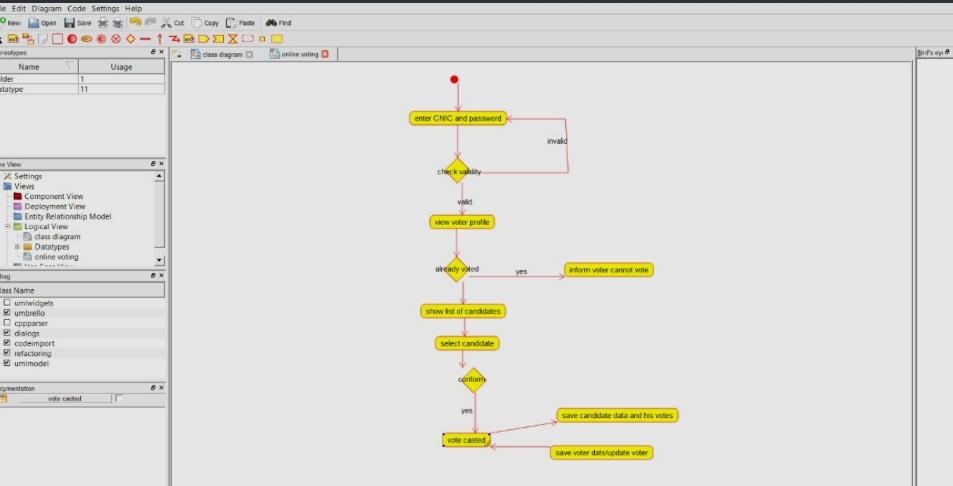 le Edit Diagram Code Settings Help
New Open Save Cut Copy Paste Find
ereotypes
class diagram online voting
Bird's eye
Name Usage
lder 1
atatype 11
ee View
Settings
Views
Component View
Deployment View
Entity Relationship Model
Logical View
class diagram
Datatypes
online voting
bug
lass Name
umlwidgets
umbrello
cppparser
dialogs
codeimport
refactoring
umlmodel
cumentation
vote casted
enter CNIC and password
invalid
check validity
valid
view voter profile
already voted
yes
inform voter cannot vote
show list of candidates
select candidate
conform
yes
save candidate data and his votes
vote casted
save voter dats/update voter